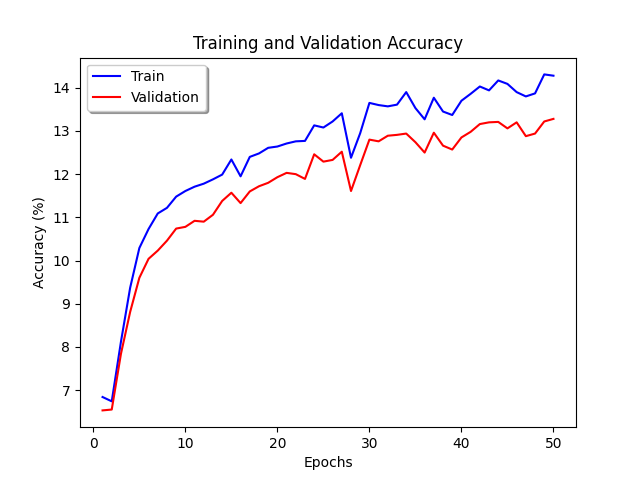 Training and Validation Accuracy
Train
Validation
14
13
12
11
10
9
8
7
Accuracy (%)
0 10 20 30 40 50
Epochs